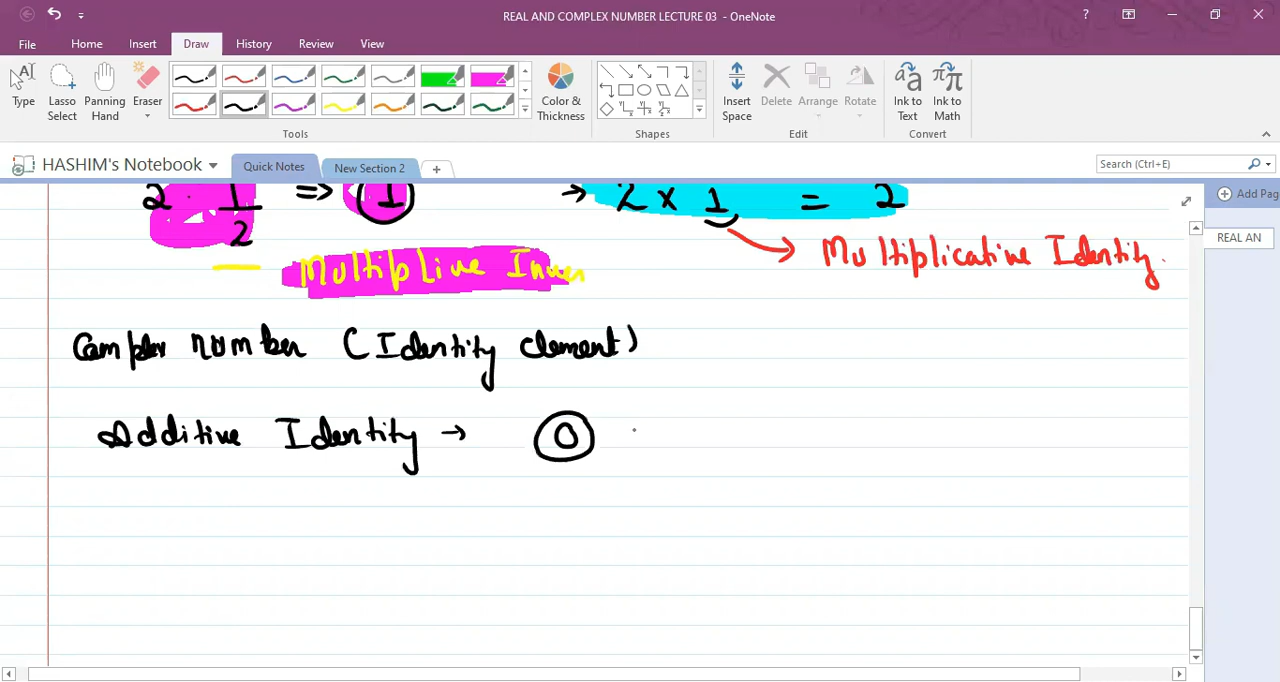 REAL AND COMPLEX NUMBER LECTURE 03 - OneNote
File Home Insert Draw History Review View
Type Lasso Select Panning Hand Eraser Color & Thickness Insert Space Delete Arrange Rotate Ink to Text Ink to Math
Tools Shapes Edit Convert
HASHIM's Notebook Quick Notes New Section 2 Search (Ctrl+E)
Add Pag
REAL AN
2 · 1/2 => 1 → 2 x 1 = 2
Multiplicative Identity.
Multiplive Inver
Complex number (Identity element)
Additive Identity → 0